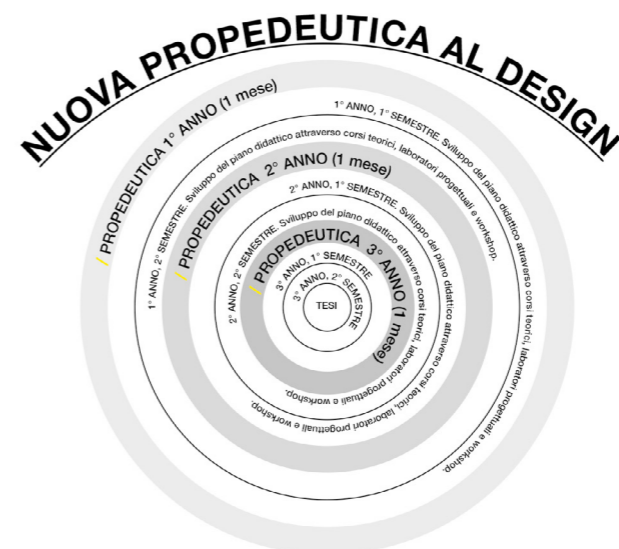 NUOVA PROPEDEUTICA AL DESIGN
/ PROPEDEUTICA 1° ANNO (1 mese)
1° ANNO, 1° SEMESTRE. Sviluppo del piano didattico attraverso corsi teorici, laboratori progettuali e workshop.
1° ANNO, 2° SEMESTRE. Sviluppo del piano didattico attraverso corsi teorici, laboratori progettuali e workshop.
/ PROPEDEUTICA 2° ANNO (1 mese)
2° ANNO, 1° SEMESTRE. Sviluppo del piano didattico attraverso corsi teorici, laboratori progettuali e workshop.
2° ANNO, 2° SEMESTRE. Sviluppo del piano didattico attraverso corsi teorici, laboratori progettuali e workshop.
/ PROPEDEUTICA 3° ANNO (1 mese)
3° ANNO, 1° SEMESTRE
3° ANNO, 2° SEMESTRE
TESI